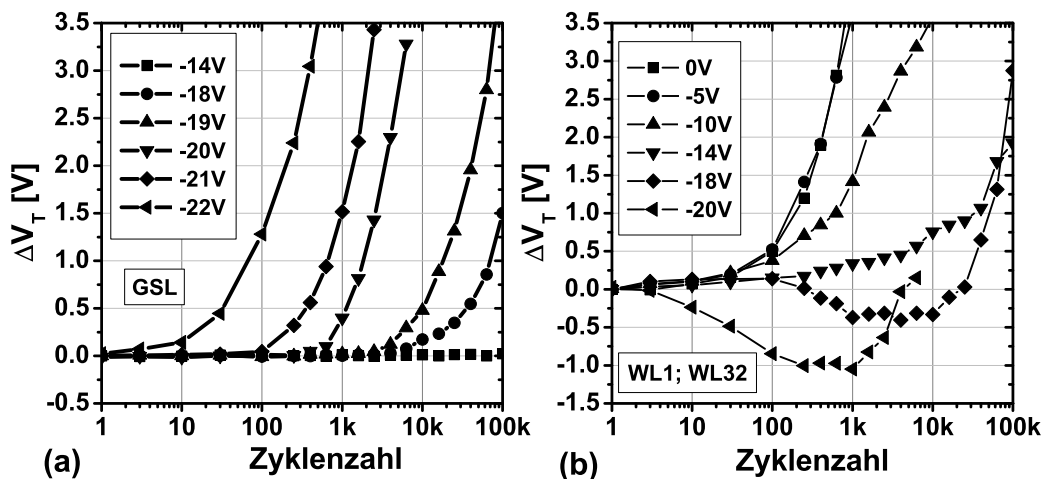 3.5
3.0
2.5
2.0
1.5
1.0
0.5
0.0
-0.5
ΔV_T [V]
-14V
-18V
-19V
-20V
-21V
-22V
GSL
1 10 100 1k 10k 100k
Zyklenzahl
(a)
3.5
3.0
2.5
2.0
1.5
1.0
0.5
0.0
-0.5
-1.0
-1.5
ΔV_T [V]
0V
-5V
-10V
-14V
-18V
-20V
WL1; WL32
1 10 100 1k 10k 100k
Zyklenzahl
(b)